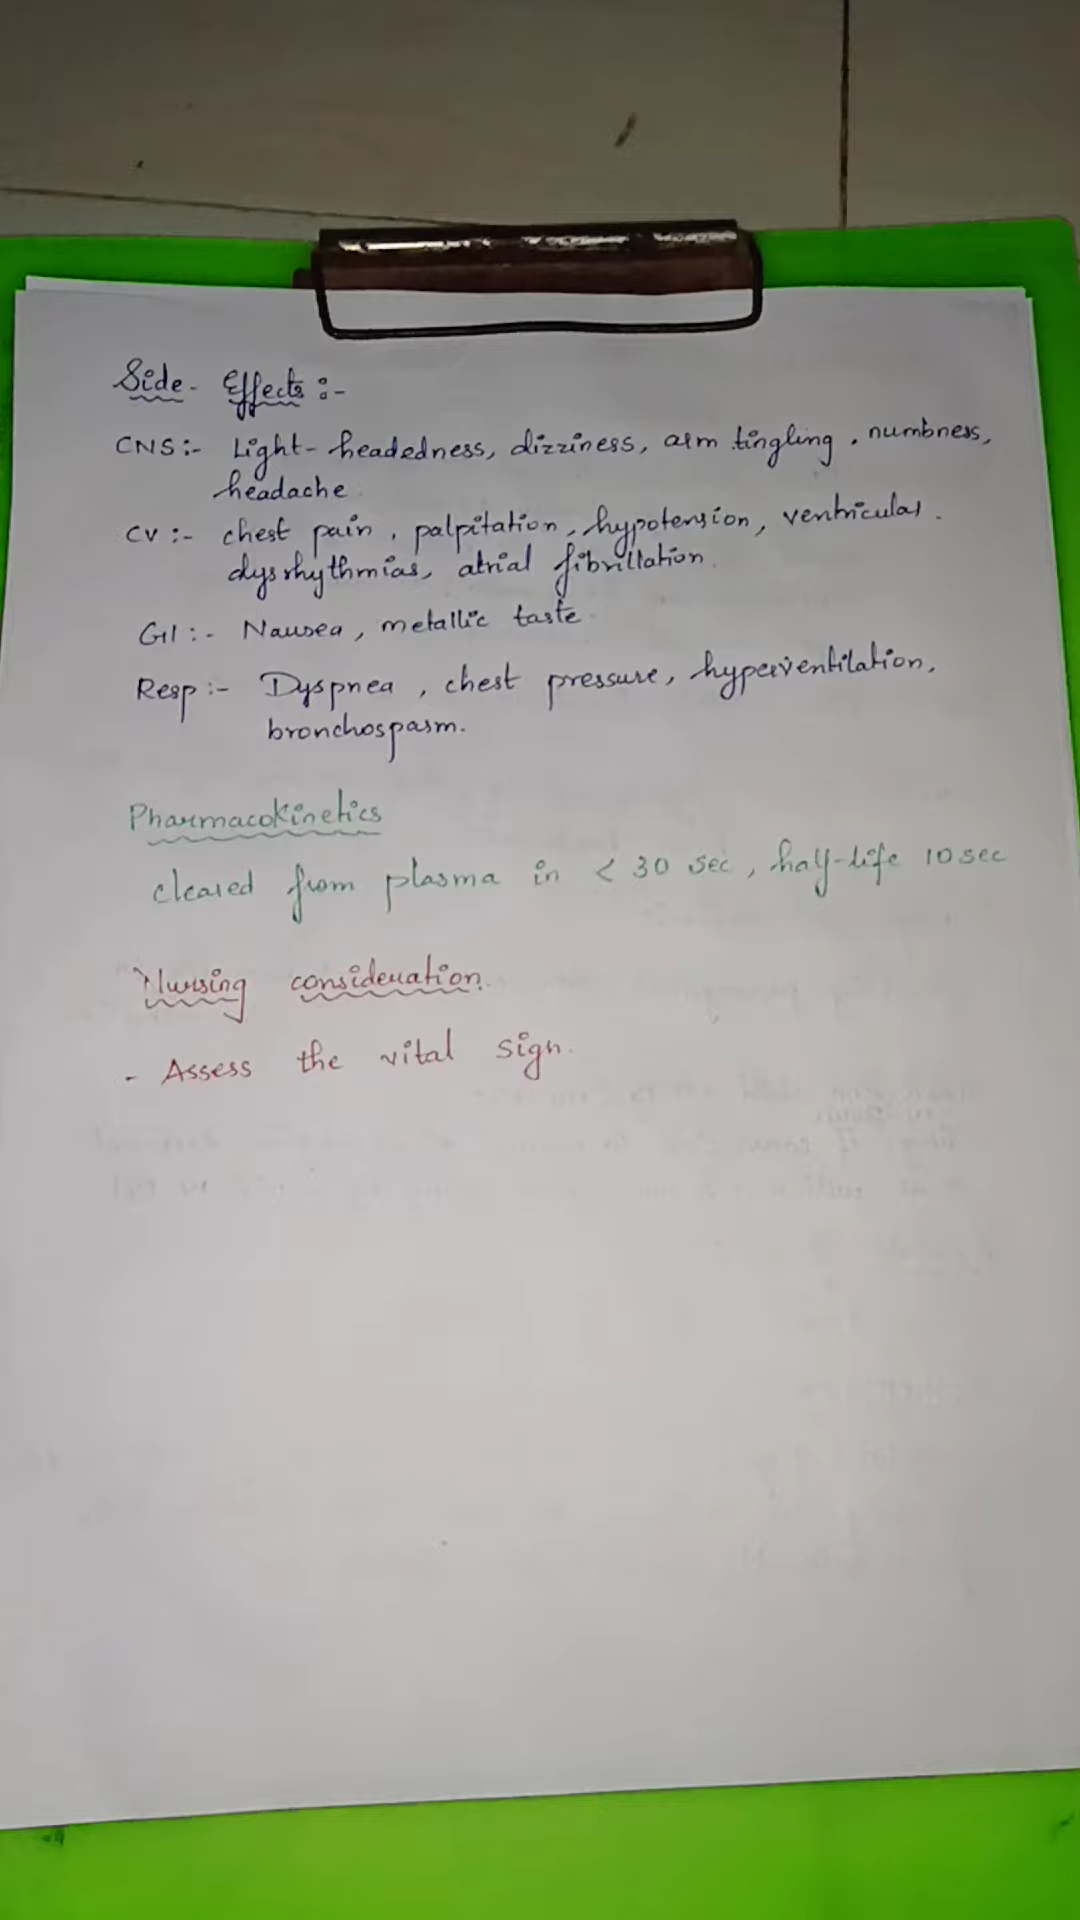 Side - Effects :-
CNS :- Light-headedness, dizziness, arm tingling, numbness,
headache.
CV :- chest pain, palpitation, hypotension, ventricular
dysrhythmias, atrial fibrillation.
GI :- Nausea, metallic taste.
Resp :- Dyspnea, chest pressure, hyperventilation,
bronchospasm.
Pharmacokinetics
cleared from plasma in < 30 sec, half-life 10 sec
Nursing consideration.
- Assess the vital sign.